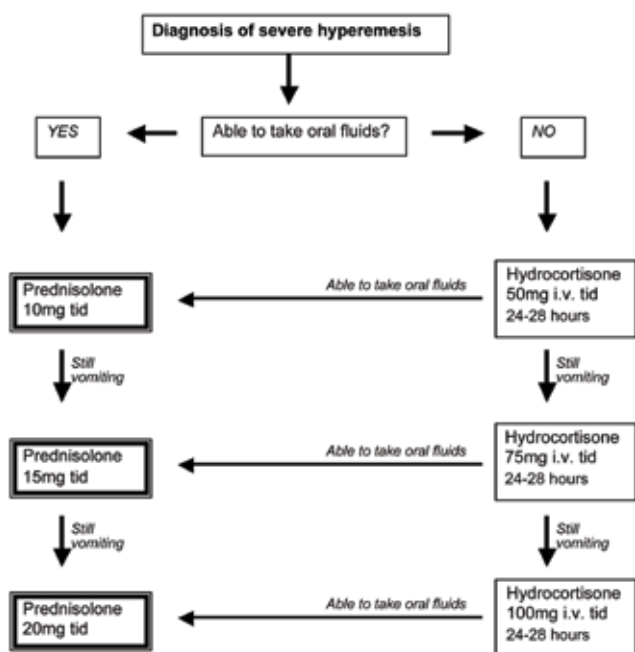 Diagnosis of severe hyperemesis
YES
Able to take oral fluids?
NO
Prednisolone
10mg tid
Able to take oral fluids
Hydrocortisone
50mg i.v. tid
24-28 hours
Still
vomiting
Still
vomiting
Prednisolone
15mg tid
Able to take oral fluids
Hydrocortisone
75mg i.v. tid
24-28 hours
Still
vomiting
Still
vomiting
Prednisolone
20mg tid
Able to take oral fluids
Hydrocortisone
100mg i.v. tid
24-28 hours